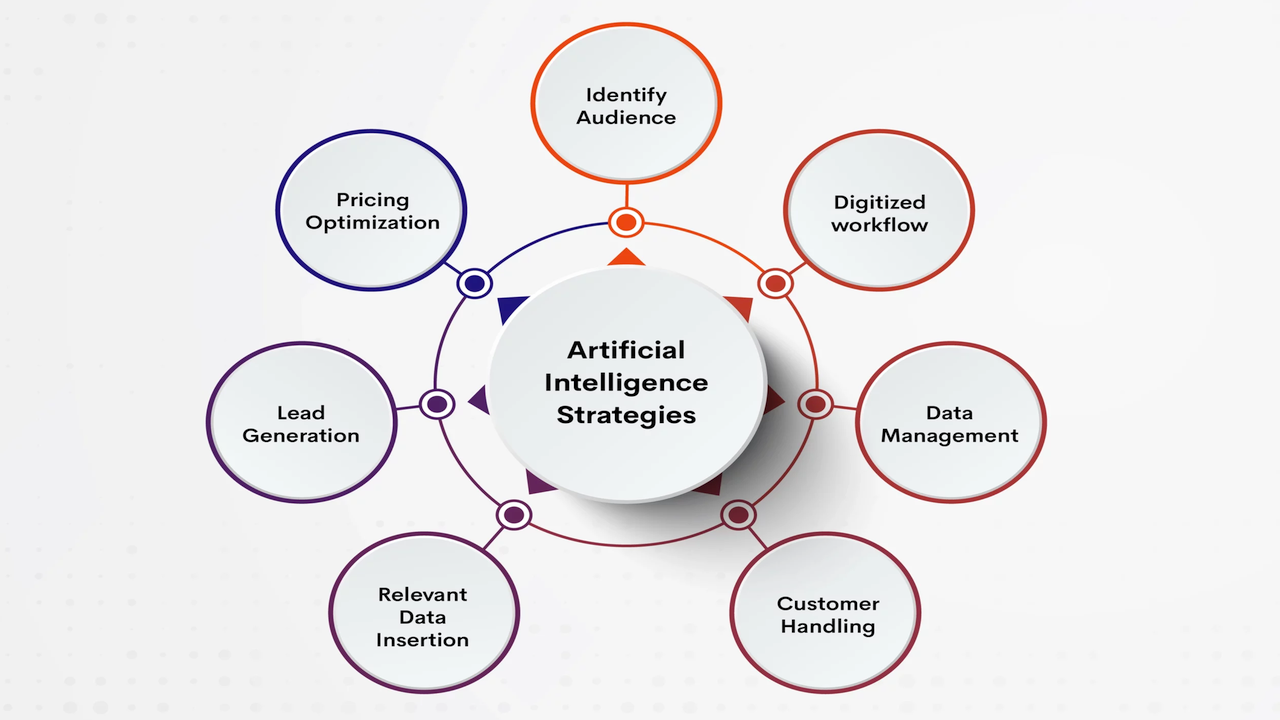 Identify
Audience
Pricing
Optimization
Digitized
workflow
Artificial
Intelligence
Strategies
Lead
Generation
Data
Management
Relevant
Data
Insertion
Customer
Handling